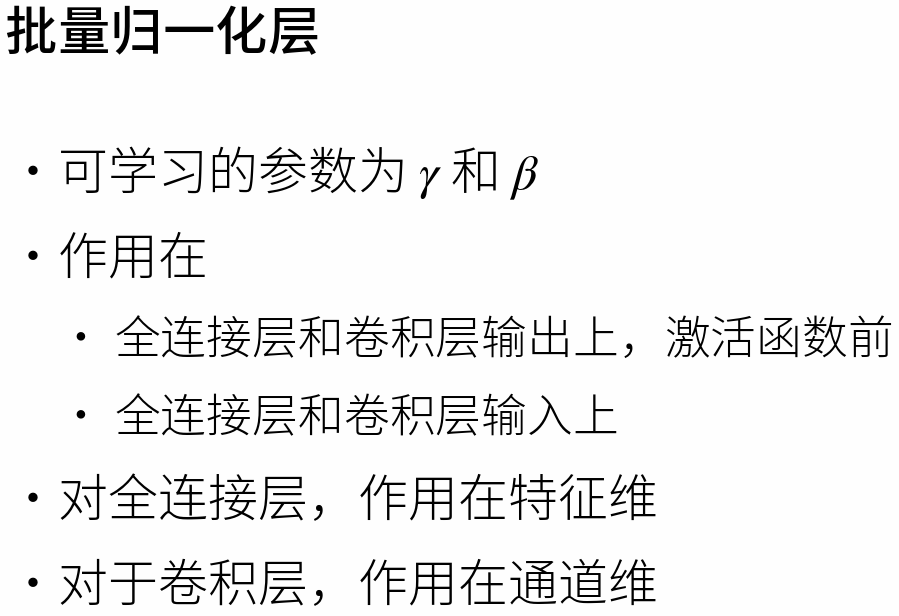 批量归一化层
• 可学习的参数为 γ 和 β
• 作用在
• 全连接层和卷积层输出上，激活函数前
• 全连接层和卷积层输入上
• 对全连接层，作用在特征维
• 对于卷积层，作用在通道维